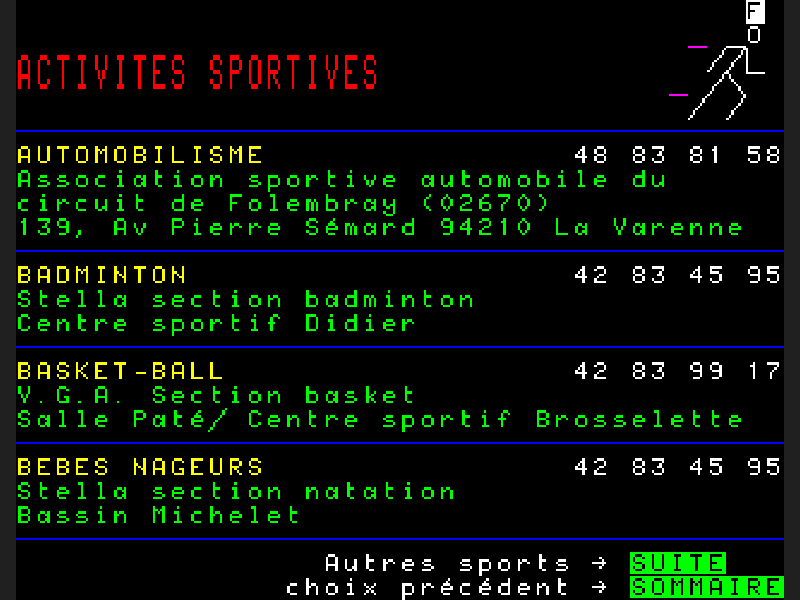 F
ACTIVITES SPORTIVES
AUTOMOBILISME 48 83 81 58
Association sportive automobile du
circuit de Folembray (02670)
139, Av Pierre Sémard 94210 La Varenne
BADMINTON 42 83 45 95
Stella section badminton
Centre sportif Didier
BASKET-BALL 42 83 99 17
V.G.A. Section basket
Salle Paté/ Centre sportif Brosselette
BEBES NAGEURS 42 83 45 95
Stella section natation
Bassin Michelet
Autres sports → SUITE
choix précédent → SOMMAIRE